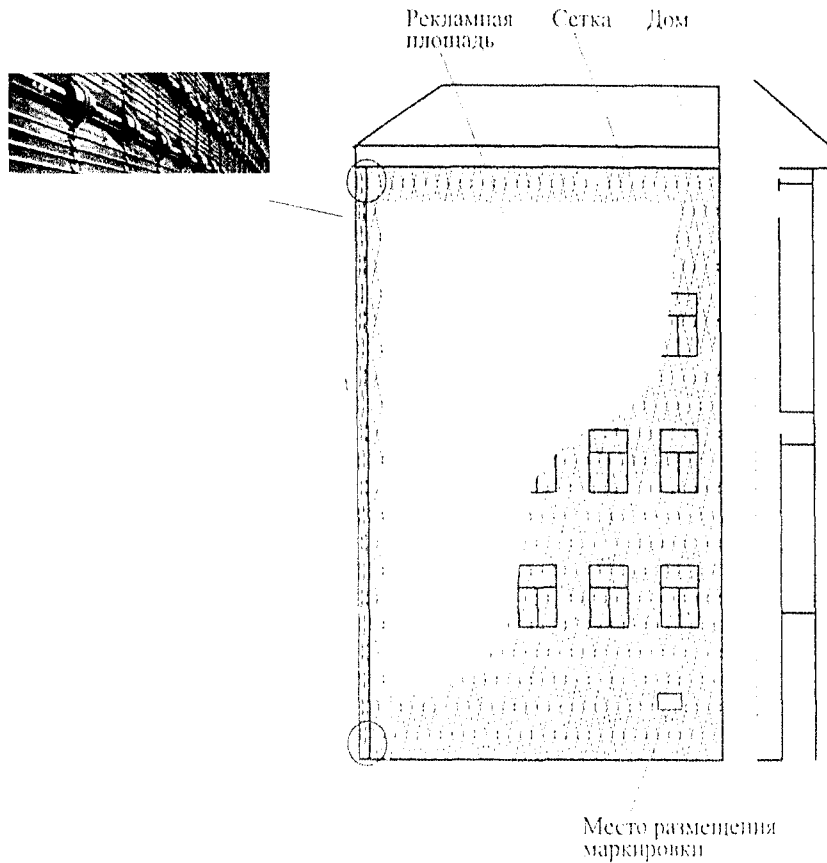 Рекламная
площадь
Сетка
Дом
Место размещения
маркировки